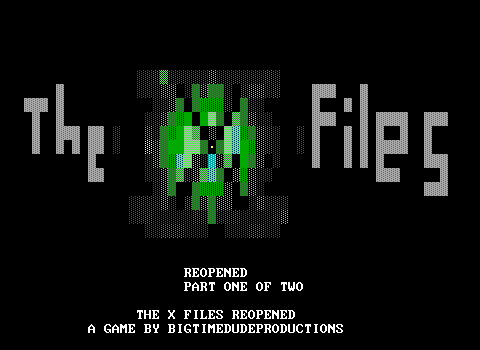 The Files
REOPENED
PART ONE OF TWO
THE X FILES REOPENED
A GAME BY BIGTIMEDUDEPRODUCTIONS